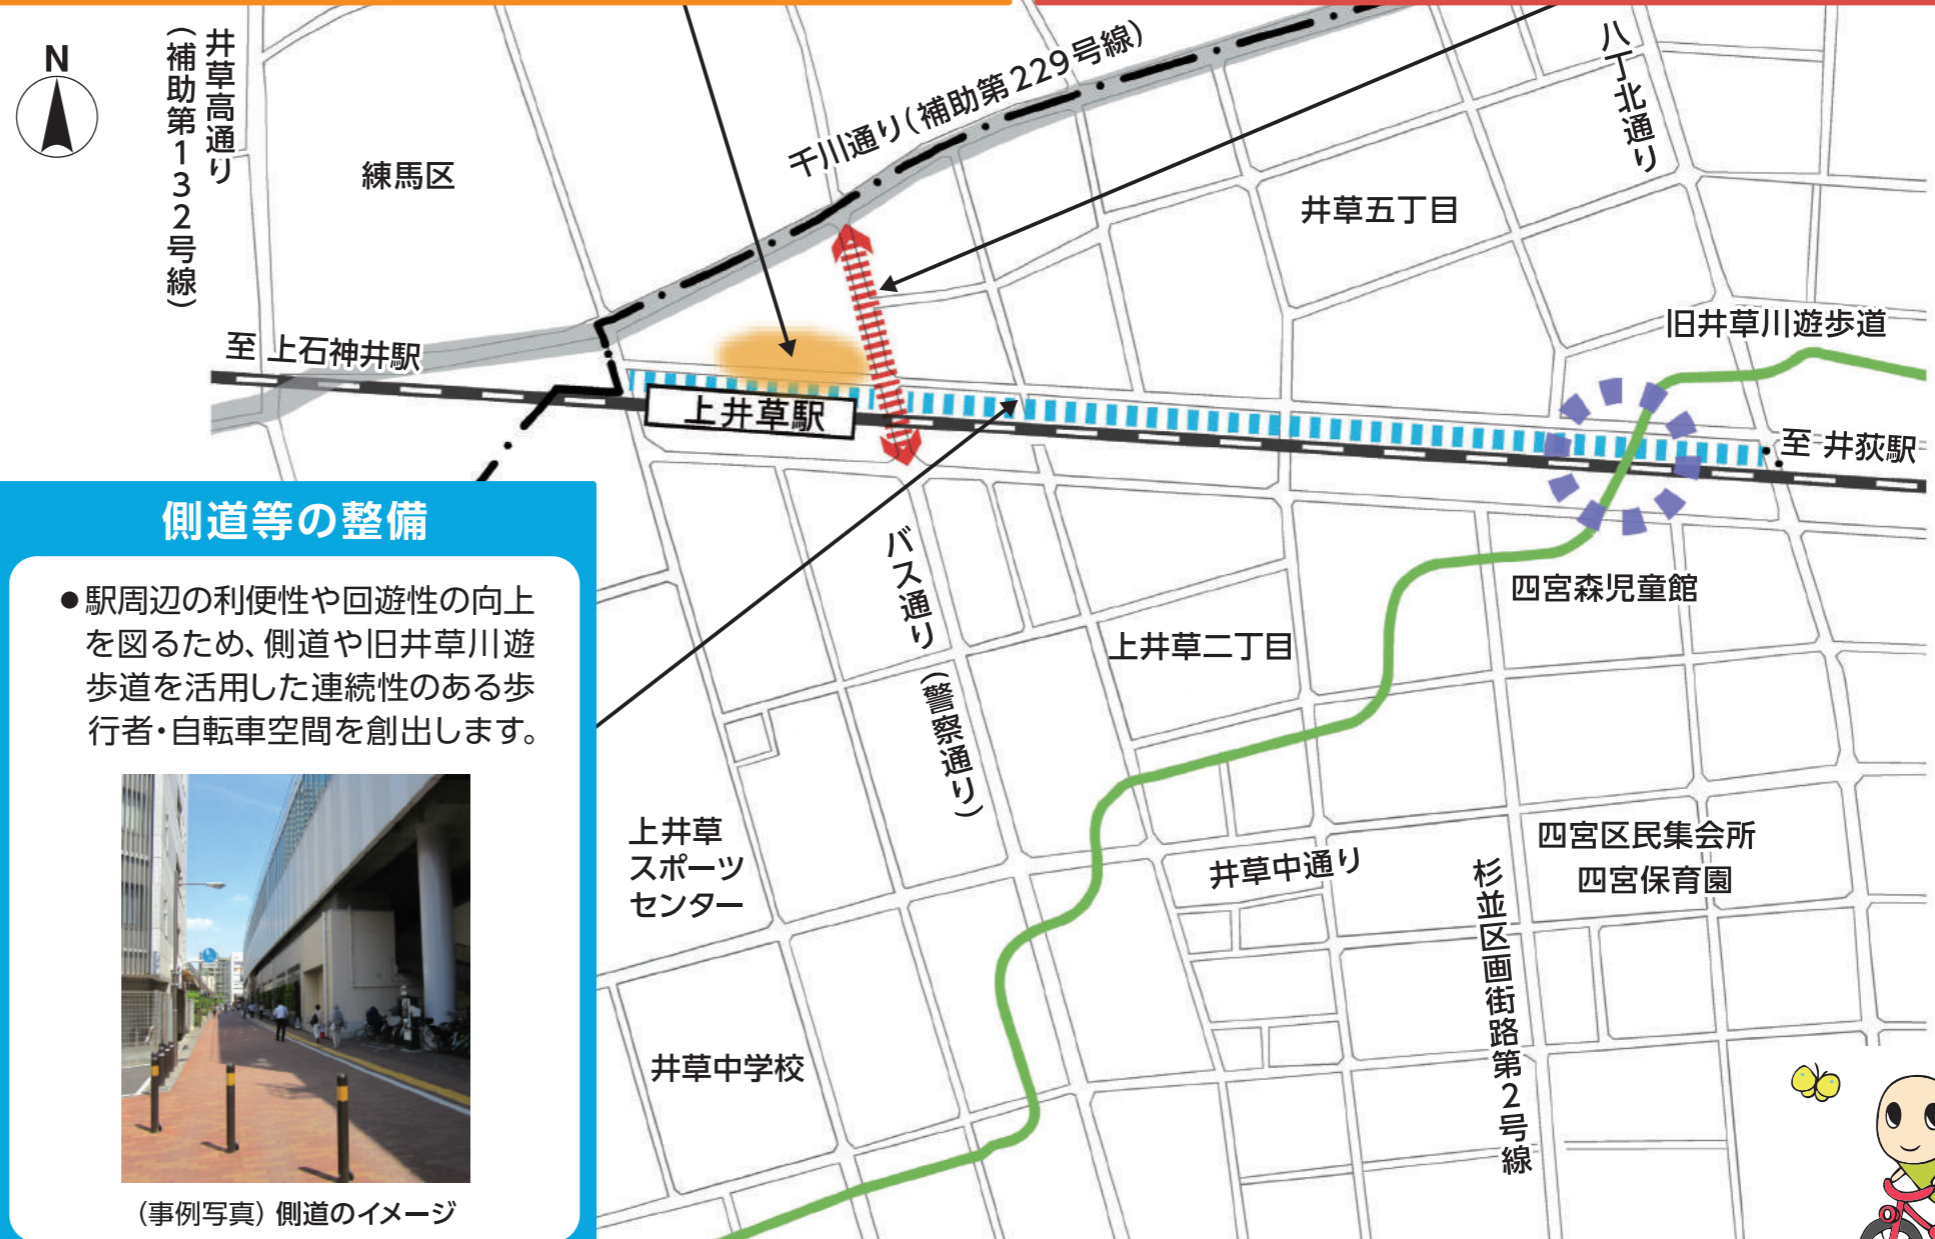 N
井草高通り
（補助第132号線）
練馬区
千川通り（補助第229号線）
八丁北通り
井草五丁目
旧井草川遊歩道
至 上石神井駅
上井草駅
至 井荻駅
側道等の整備
●駅周辺の利便性や回遊性の向上
を図るため、側道や旧井草川遊
歩道を活用した連続性のある歩
行者・自転車空間を創出します。
（事例写真）側道のイメージ
バス通り（警察通り）
四宮森児童館
上井草二丁目
上井草
スポーツ
センター
井草中通り
四宮区民集会所
四宮保育園
杉並区画街路第2号線
井草中学校